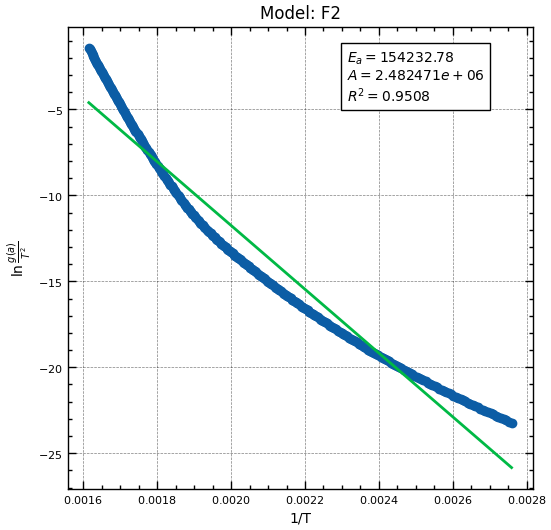 Model: F2
E_a = 154232.78
A = 2.482471e + 06
R^2 = 0.9508
−5
−10
−15
−20
−25
ln g(a)/T^2
0.0016 0.0018 0.0020 0.0022 0.0024 0.0026 0.0028
1/T